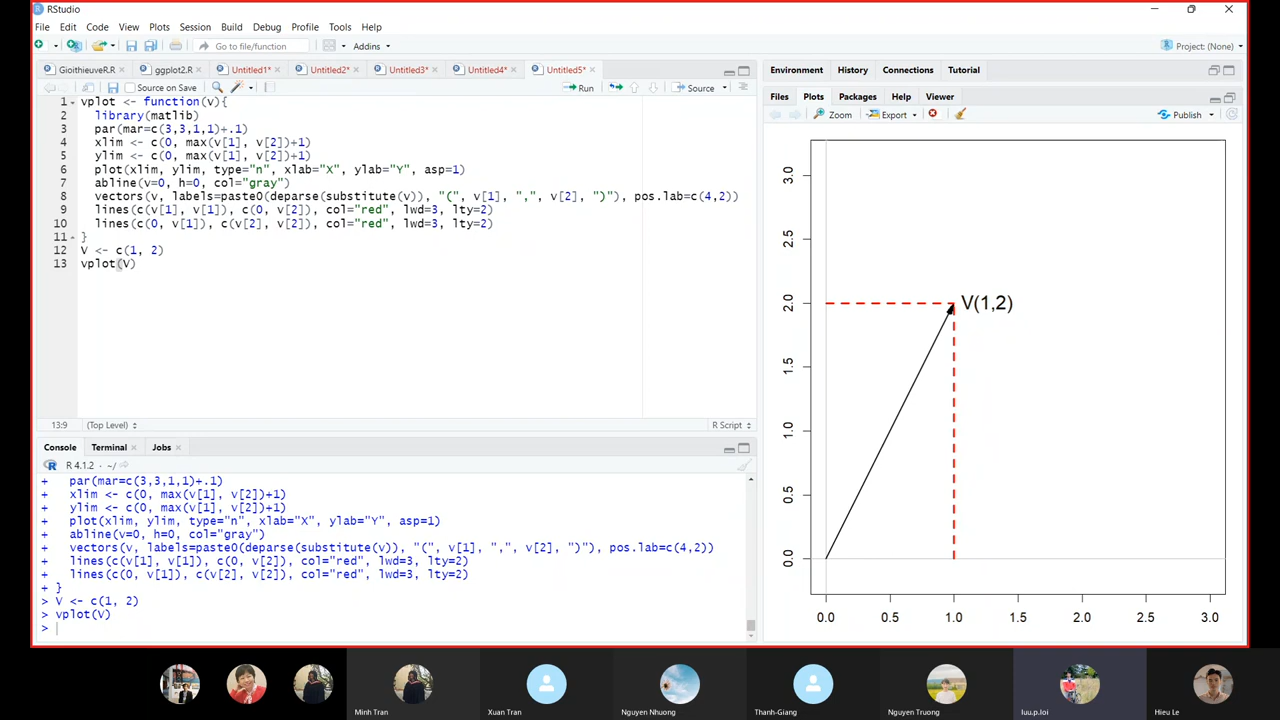 RStudio
File Edit Code View Plots Session Build Debug Profile Tools Help
Go to file/function
Addins
Project: (None)
GioithieuveR.R
ggplot2.R
Untitled1*
Untitled2*
Untitled3*
Untitled4*
Untitled5*
Source on Save
Run
Source
1 vplot <- function(v){
2 library(matlib)
3 par(mar=c(3,3,1,1)+.1)
4 xlim <- c(0, max(v[1], v[2])+1)
5 ylim <- c(0, max(v[1], v[2])+1)
6 plot(xlim, ylim, type="n", xlab="X", ylab="Y", asp=1)
7 abline(v=0, h=0, col="gray")
8 vectors(v, labels=paste0(deparse(substitute(v)), "(", v[1], ",", v[2], ")"), pos.lab=c(4,2))
9 lines(c(v[1], v[1]), c(0, v[2]), col="red", lwd=3, lty=2)
10 lines(c(0, v[1]), c(v[2], v[2]), col="red", lwd=3, lty=2)
11 }
12 V <- c(1, 2)
13 vplot(V)
13:9
(Top Level)
R Script
Console Terminal Jobs
R 4.1.2 · ~/
+ par(mar=c(3,3,1,1)+.1)
+ xlim <- c(0, max(v[1], v[2])+1)
+ ylim <- c(0, max(v[1], v[2])+1)
+ plot(xlim, ylim, type="n", xlab="X", ylab="Y", asp=1)
+ abline(v=0, h=0, col="gray")
+ vectors(v, labels=paste0(deparse(substitute(v)), "(", v[1], ",", v[2], ")"), pos.lab=c(4,2))
+ lines(c(v[1], v[1]), c(0, v[2]), col="red", lwd=3, lty=2)
+ lines(c(0, v[1]), c(v[2], v[2]), col="red", lwd=3, lty=2)
+ }
> V <- c(1, 2)
> vplot(V)
>
Environment History Connections Tutorial
Files Plots Packages Help Viewer
Zoom
Export
Publish
3.0
2.5
2.0
1.5
1.0
0.5
0.0
V(1,2)
0.0 0.5 1.0 1.5 2.0 2.5 3.0
Minh Tran
Xuan Tran
Nguyen Nhuong
Thanh-Giang
Nguyen Truong
luu.p.loi
Hieu Le